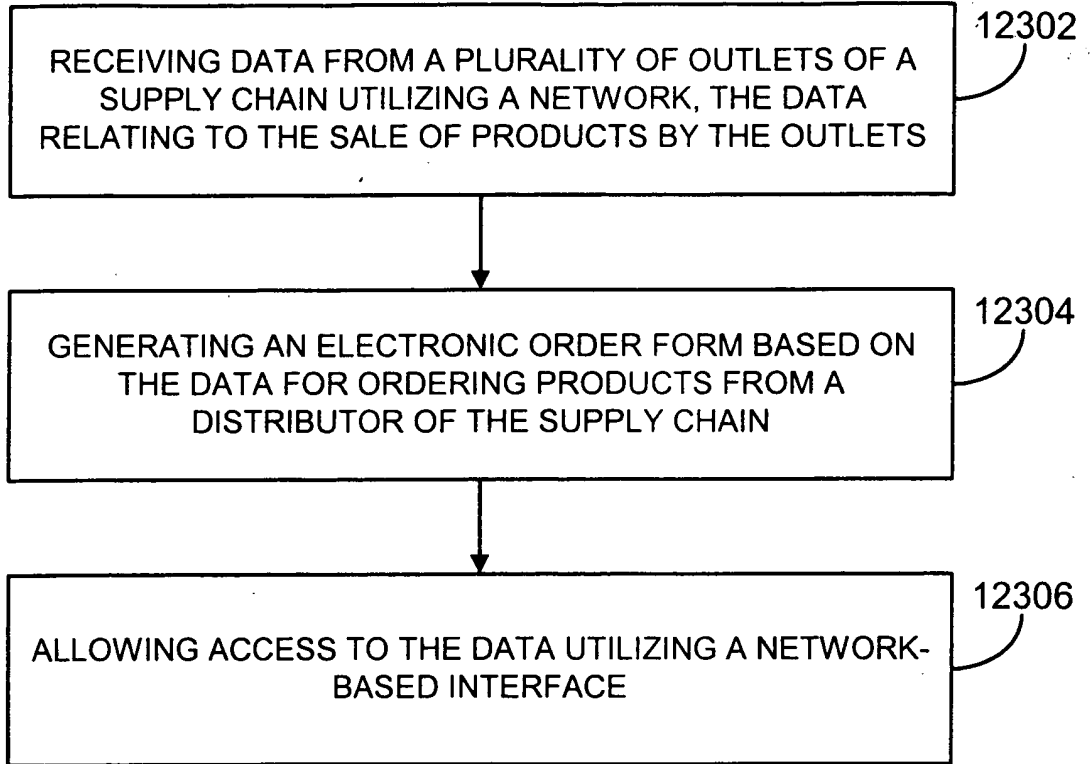 12302
RECEIVING DATA FROM A PLURALITY OF OUTLETS OF A
SUPPLY CHAIN UTILIZING A NETWORK, THE DATA
RELATING TO THE SALE OF PRODUCTS BY THE OUTLETS
12304
GENERATING AN ELECTRONIC ORDER FORM BASED ON
THE DATA FOR ORDERING PRODUCTS FROM A
DISTRIBUTOR OF THE SUPPLY CHAIN
12306
ALLOWING ACCESS TO THE DATA UTILIZING A NETWORK-
BASED INTERFACE